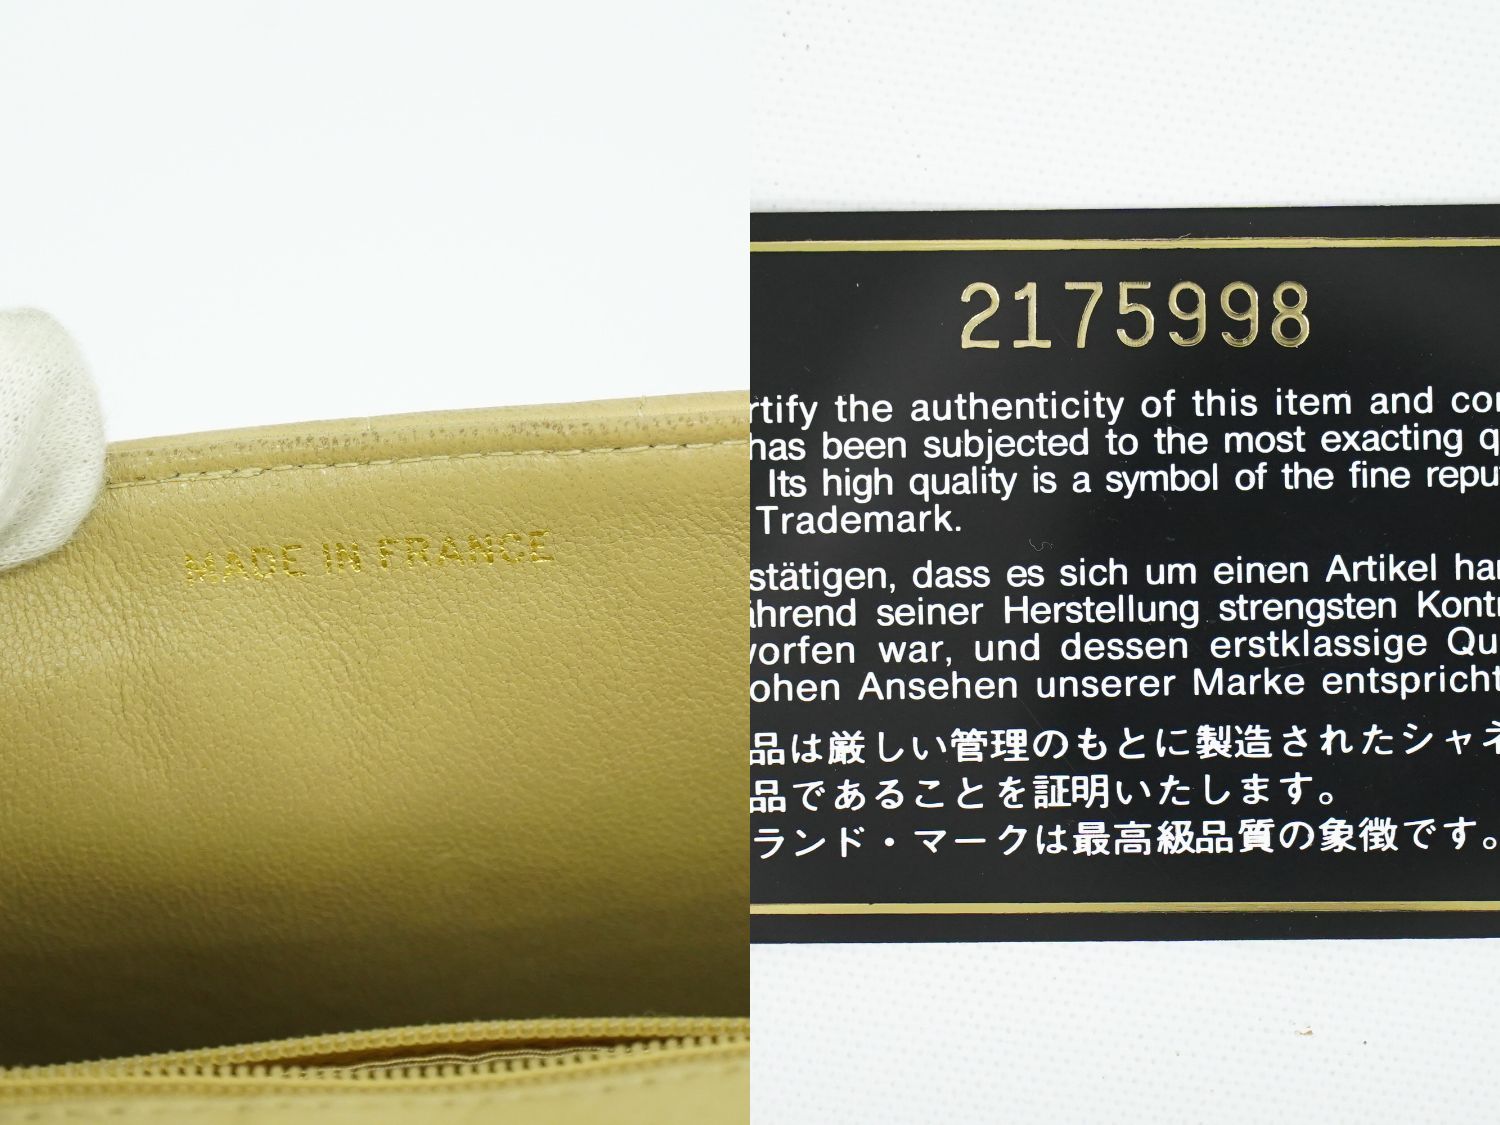 MADE IN FRANCE
2175998
rtify the authenticity of this item and
has been subjected to the most exacting
Its high quality is a symbol of the fine
Trademark.
stätigen, dass es sich um einen Artikel
ährend seiner Herstellung strengsten
worfen war, und dessen erstklassige
ohen Ansehen unserer Marke entspricht
品は厳しい管理のもとに製造されたシャネ
品であることを証明いたします。
ランド・マークは最高級品質の象徴です。